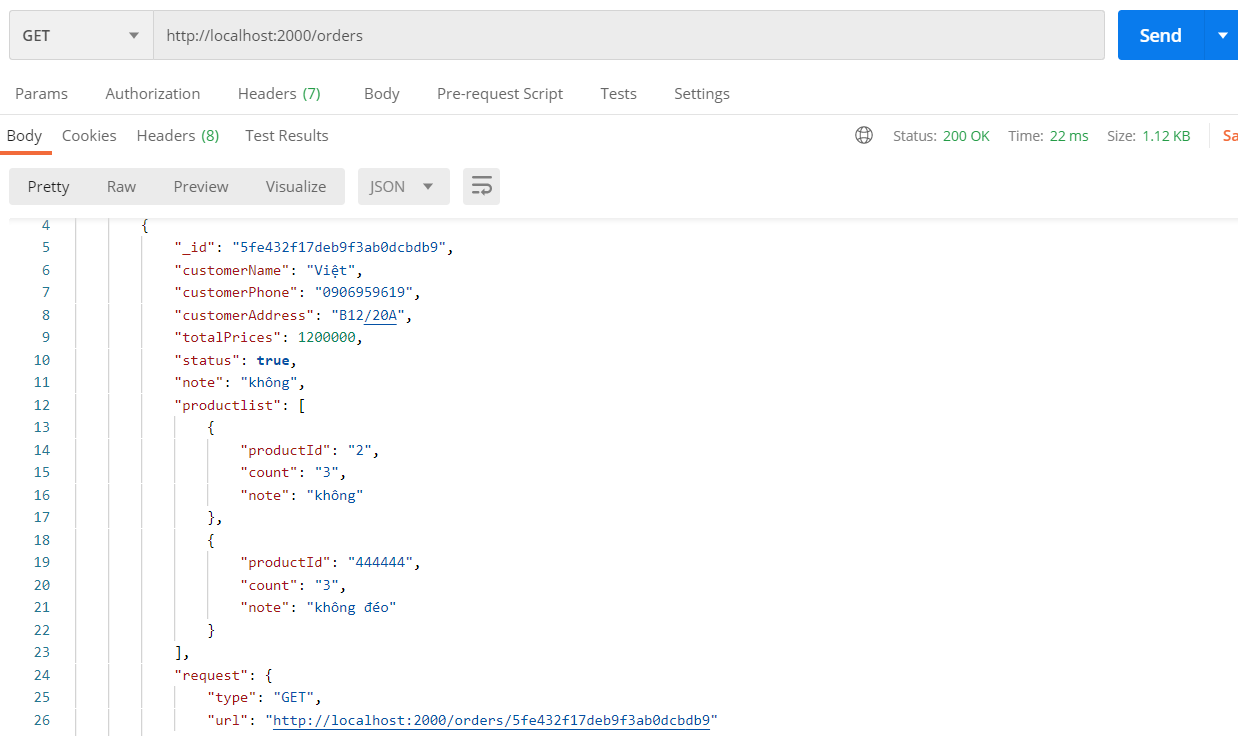 GET http://localhost:2000/orders Send
Params Authorization Headers (7) Body Pre-request Script Tests Settings
Body Cookies Headers (8) Test Results Status: 200 OK Time: 22 ms Size: 1.12 KB Sa
Pretty Raw Preview Visualize JSON
4 {
5 "_id": "5fe432f17deb9f3ab0dcbdb9",
6 "customerName": "Việt",
7 "customerPhone": "0906959619",
8 "customerAddress": "B12/20A",
9 "totalPrices": 1200000,
10 "status": true,
11 "note": "không",
12 "productlist": [
13 {
14 "productId": "2",
15 "count": "3",
16 "note": "không"
17 },
18 {
19 "productId": "444444",
20 "count": "3",
21 "note": "không đéo"
22 }
23 ],
24 "request": {
25 "type": "GET",
26 "url": "http://localhost:2000/orders/5fe432f17deb9f3ab0dcbdb9"